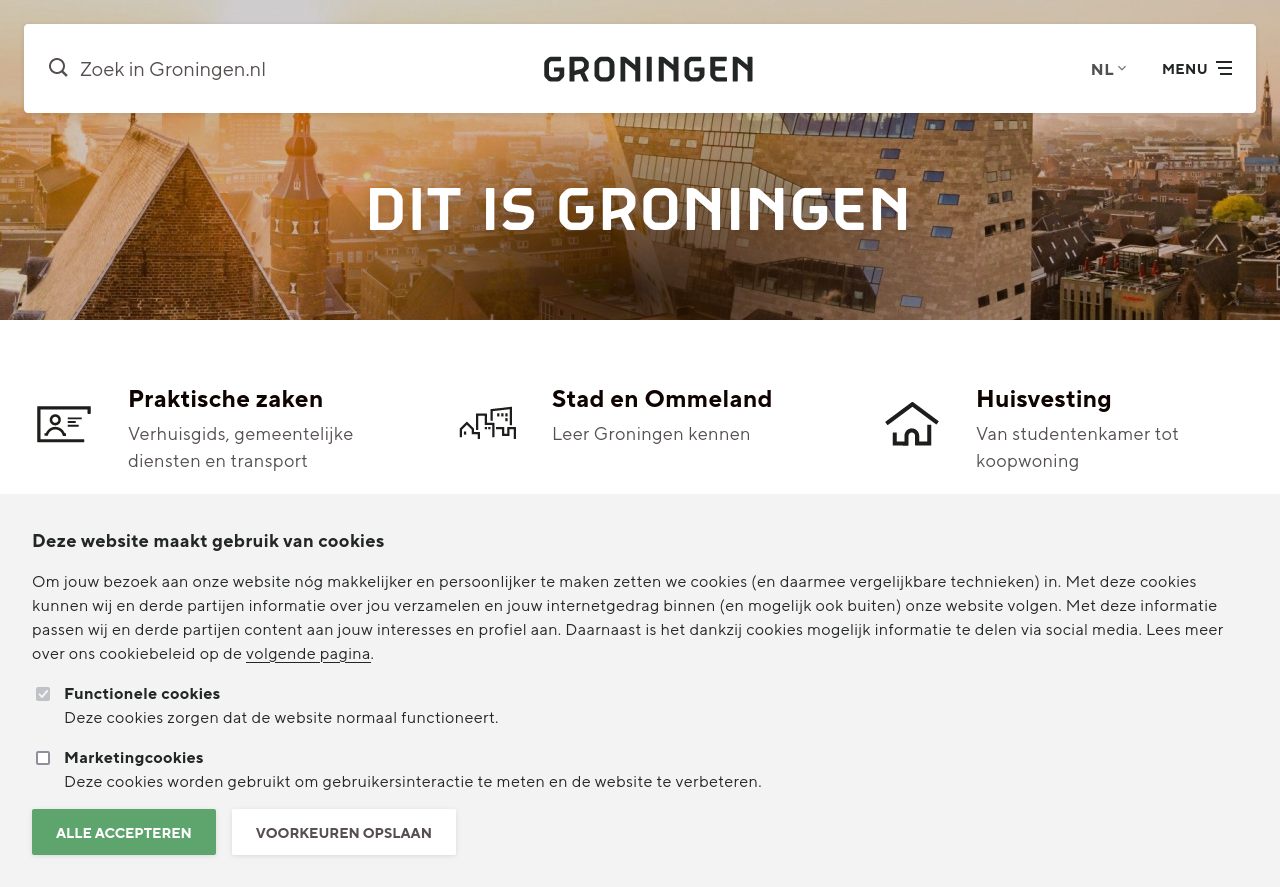 Zoek in Groningen.nl
GRONINGEN
NL
MENU
DIT IS GRONINGEN
Praktische zaken
Verhuisgids, gemeentelijke
diensten en transport
Stad en Ommeland
Leer Groningen kennen
Huisvesting
Van studentenkamer tot
koopwoning
Deze website maakt gebruik van cookies
Om jouw bezoek aan onze website nóg makkelijker en persoonlijker te maken zetten we cookies (en daarmee vergelijkbare technieken) in. Met deze cookies
kunnen wij en derde partijen informatie over jou verzamelen en jouw internetgedrag binnen (en mogelijk ook buiten) onze website volgen. Met deze informatie
passen wij en derde partijen content aan jouw interesses en profiel aan. Daarnaast is het dankzij cookies mogelijk informatie te delen via social media. Lees meer
over ons cookiebeleid op de volgende pagina.
Functionele cookies
Deze cookies zorgen dat de website normaal functioneert.
Marketingcookies
Deze cookies worden gebruikt om gebruikersinteractie te meten en de website te verbeteren.
ALLE ACCEPTEREN
VOORKEUREN OPSLAAN